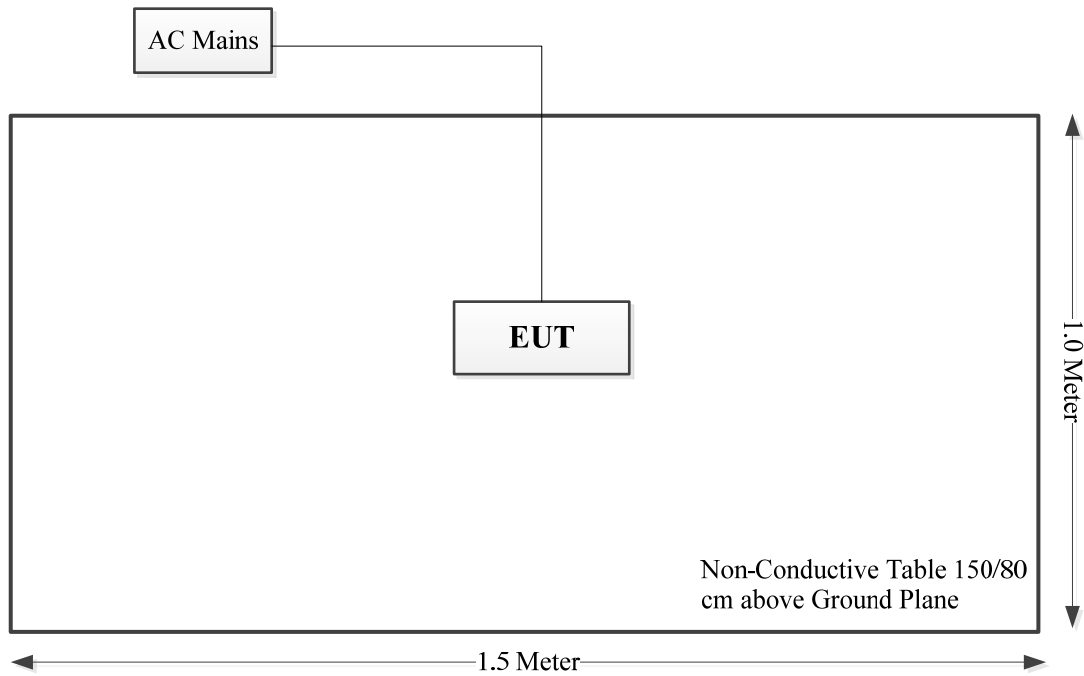 AC Mains
EUT
1.0 Meter
Non-Conductive Table 150/80
cm above Ground Plane
1.5 Meter